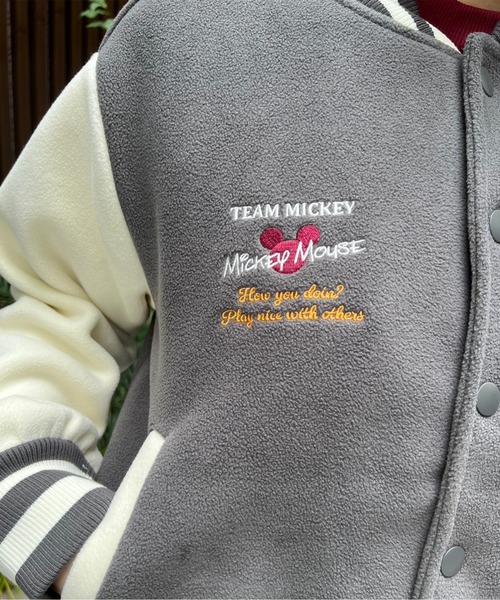 TEAM MICKEY
Mickey Mouse
How you doin?
Play nice with others